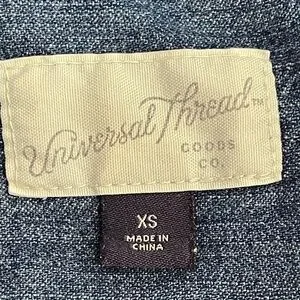 Universal Thread™
GOODS
CO.
XS
MADE IN
CHINA